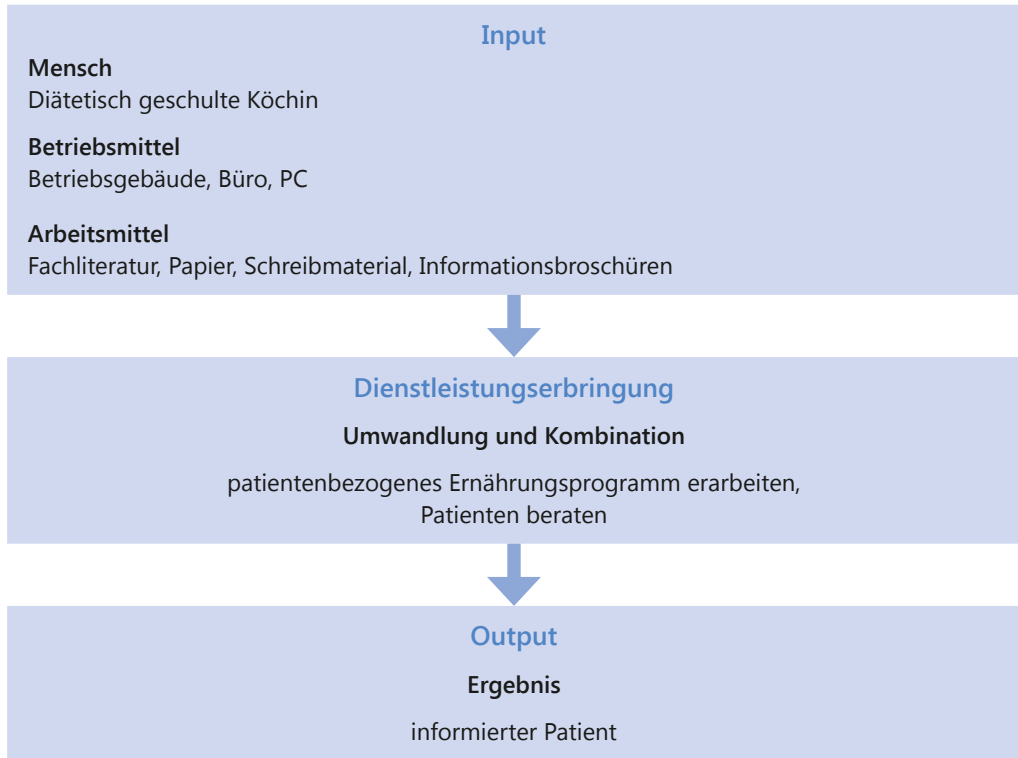 Input
Mensch
Diätetisch geschulte Köchin
Betriebsmittel
Betriebsgebäude, Büro, PC
Arbeitsmittel
Fachliteratur, Papier, Schreibmaterial, Informationsbroschüren
Dienstleistungserbringung
Umwandlung und Kombination
patientenbezogenes Ernährungsprogramm erarbeiten,
Patienten beraten
Output
Ergebnis
informierter Patient